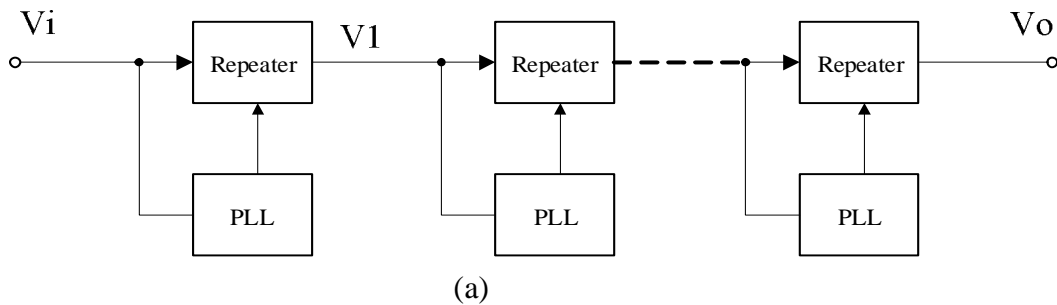 Vi
V1
Vo
Repeater
Repeater
Repeater
PLL
PLL
PLL
(a)